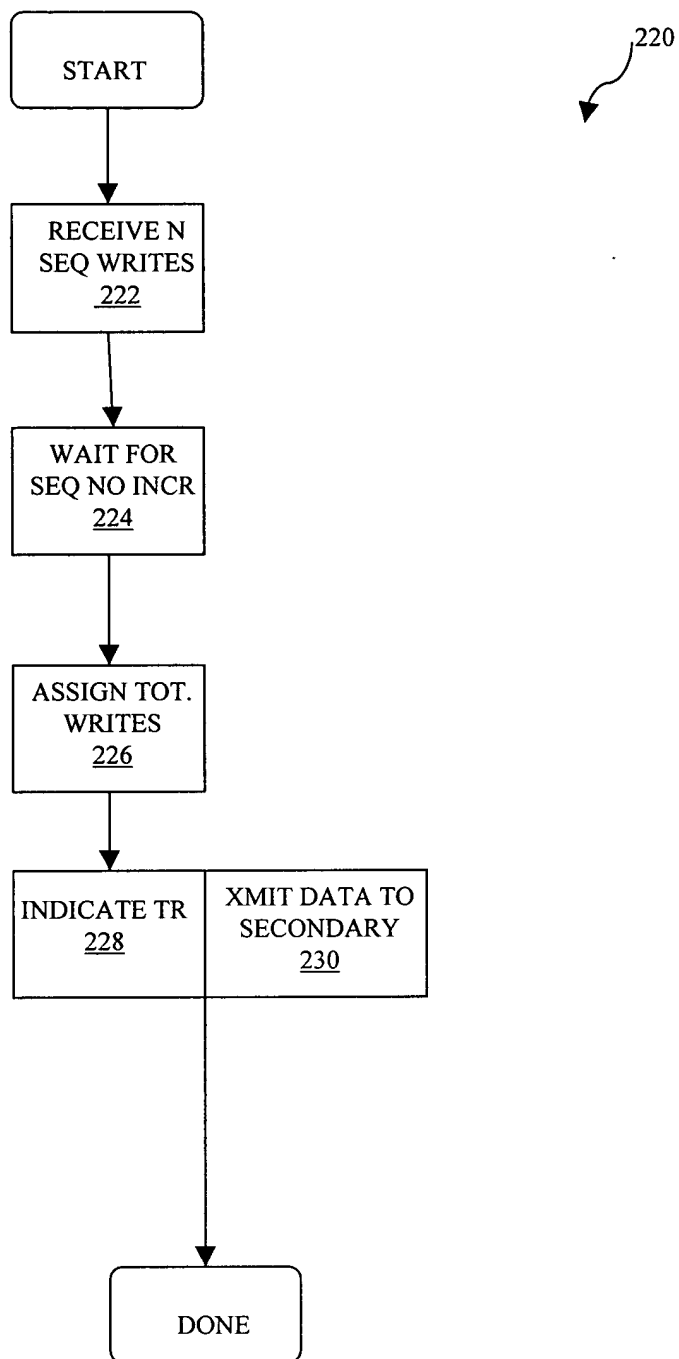 START
220
RECEIVE N
SEQ WRITES
222
WAIT FOR
SEQ NO INCR
224
ASSIGN TOT.
WRITES
226
INDICATE TR
228
XMIT DATA TO
SECONDARY
230
DONE